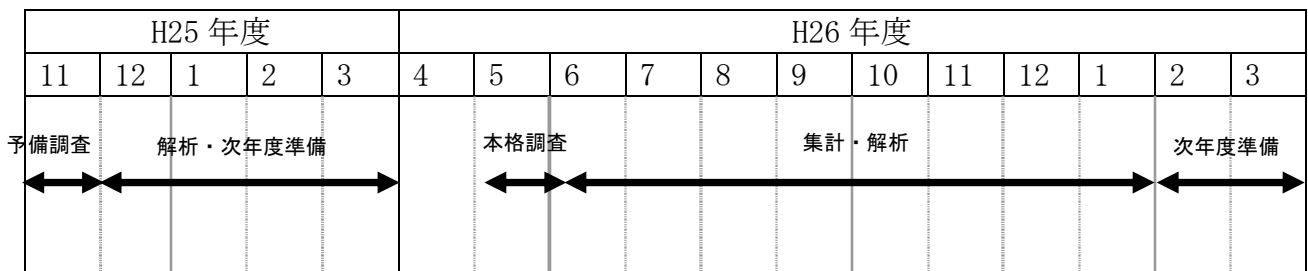 H25 年度 H26 年度
11 12 1 2 3 4 5 6 7 8 9 10 11 12 1 2 3
予備調査 解析・次年度準備 本格調査 集計・解析 次年度準備